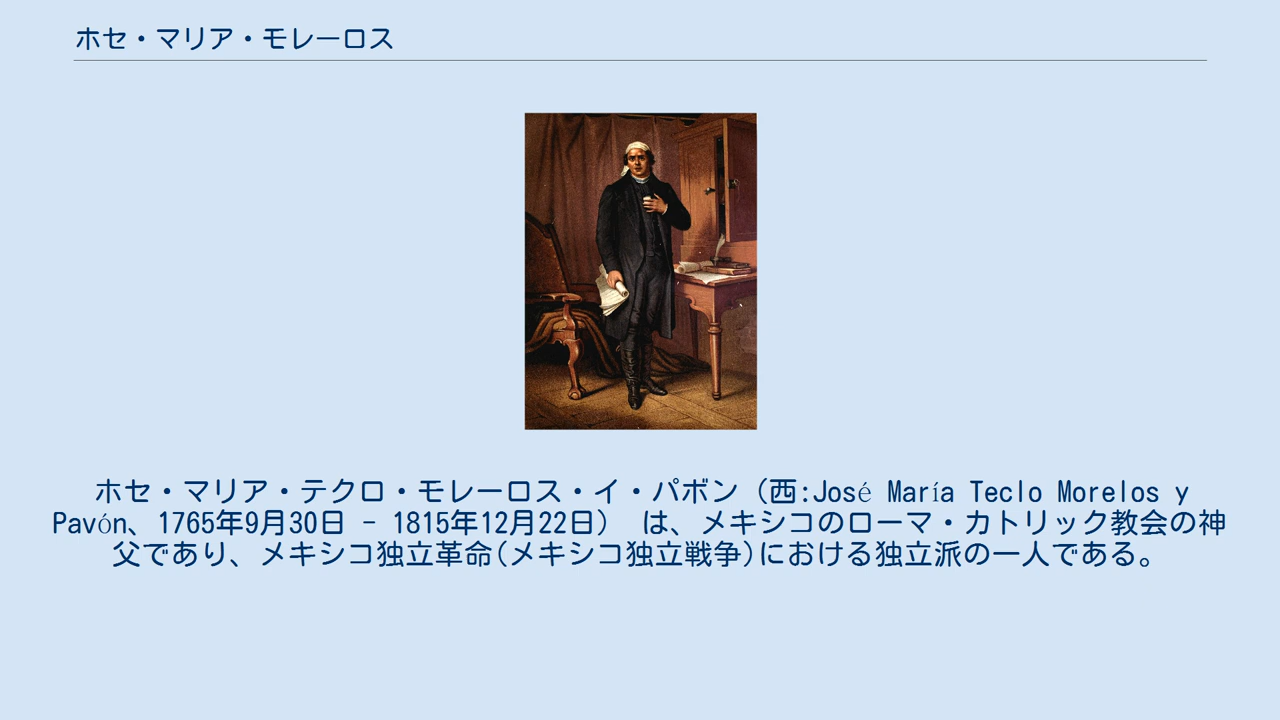 ホセ・マリア・モレーロス
ホセ・マリア・テクロ・モレーロス・イ・パボン（西:José María Teclo Morelos y
Pavón、1765年9月30日 - 1815年12月22日） は、メキシコのローマ・カトリック教会の神
父であり、メキシコ独立革命(メキシコ独立戦争)における独立派の一人である。